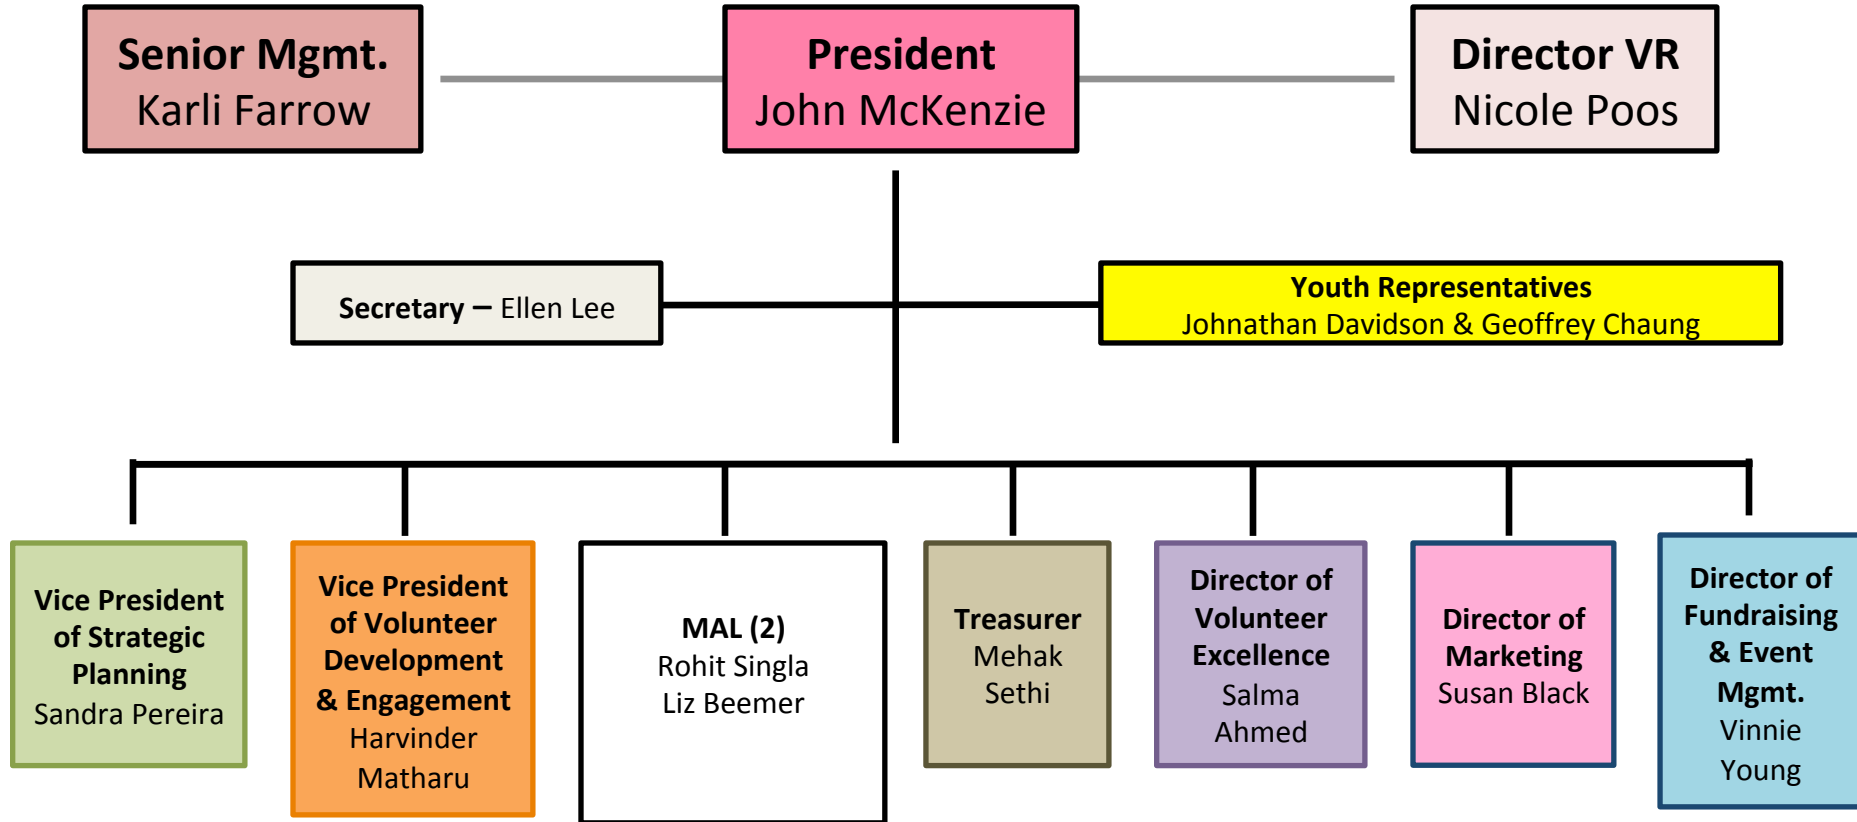 Senior Mgmt.
Karli Farrow
President
John McKenzie
Director VR
Nicole Poos
Secretary – Ellen Lee
Youth Representatives
Johnathan Davidson & Geoffrey Chaung
Vice President
of Strategic
Planning
Sandra Pereira
Vice President
of Volunteer
Development
& Engagement
Harvinder
Matharu
MAL (2)
Rohit Singla
Liz Beemer
Treasurer
Mehak
Sethi
Director of
Volunteer
Excellence
Salma
Ahmed
Director of
Marketing
Susan Black
Director of
Fundraising
& Event
Mgmt.
Vinnie
Young